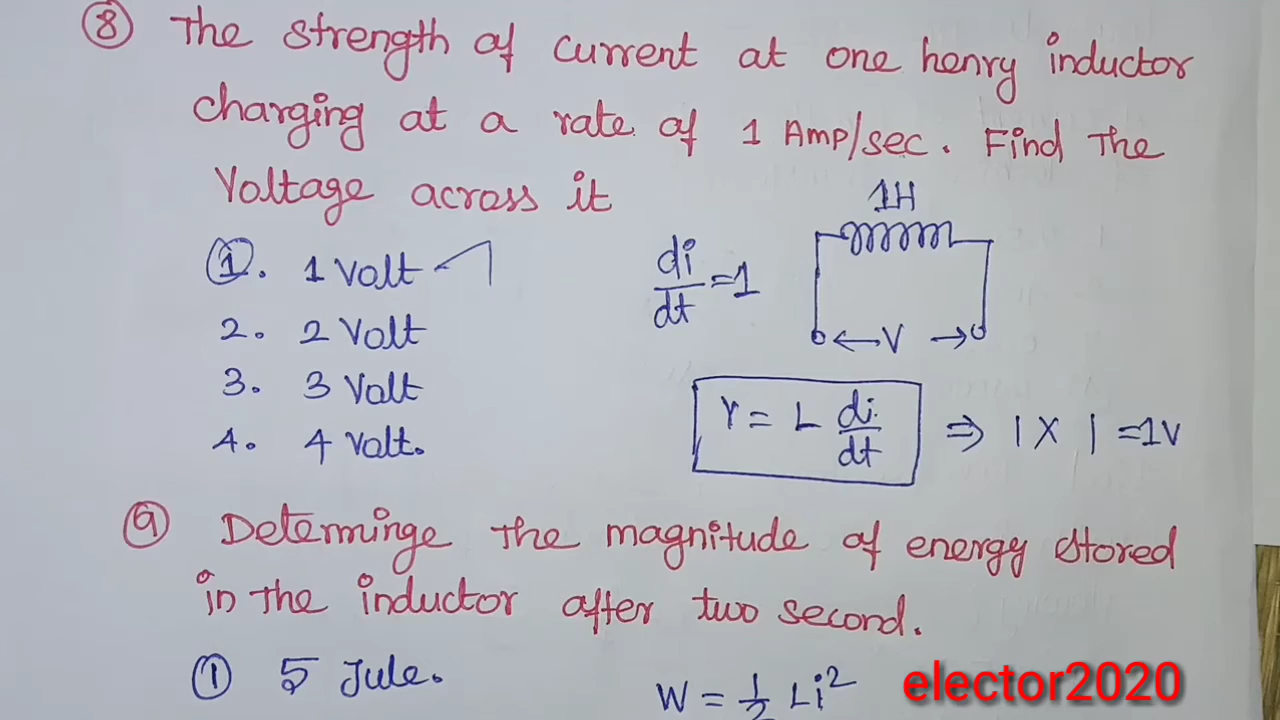 ⑧ The strength of current at one henry inductor
charging at a rate of 1 Amp/sec. Find The
Voltage across it
①. 1 Volt
2. 2 Volt
3. 3 Volt
4. 4 Volt.
di/dt = 1
1H
V
V = L di/dt ⇒ 1 X 1 = 1V
⑨ Determinge the magnitude of energy stored
in the inductor after two second.
① 5 Jule.
W = 1/2 Li²
elector2020